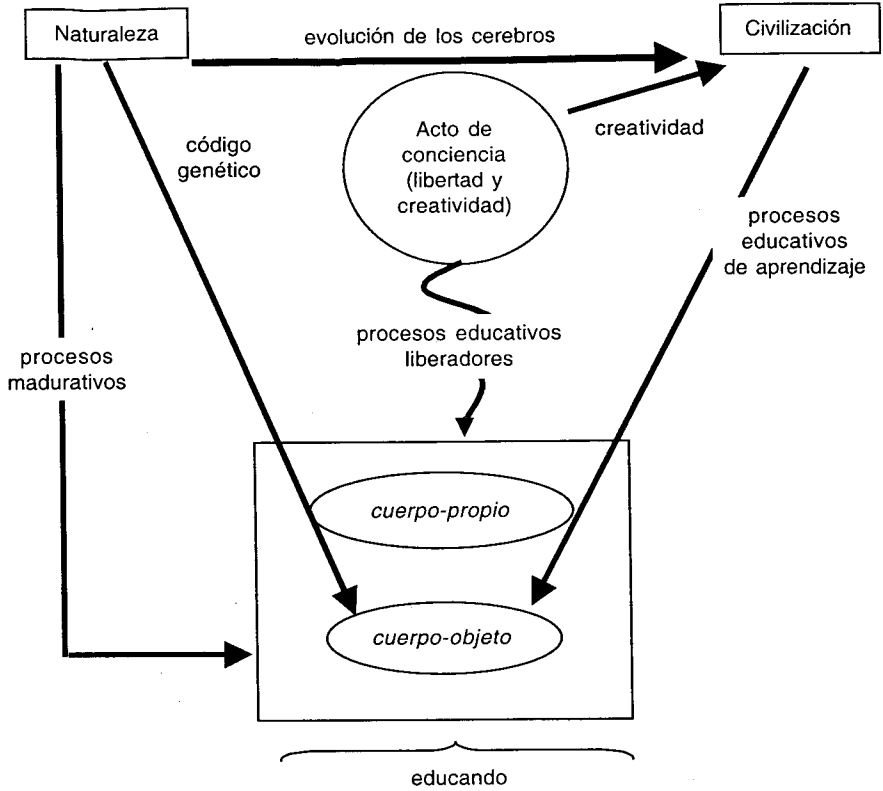 Naturaleza
evolución de los cerebros
Civilización
Acto de
conciencia
(libertad y
creatividad)
creatividad
código
genético
procesos
educativos
de aprendizaje
procesos educativos
liberadores
procesos
madurativos
cuerpo-propio
cuerpo-objeto
educando